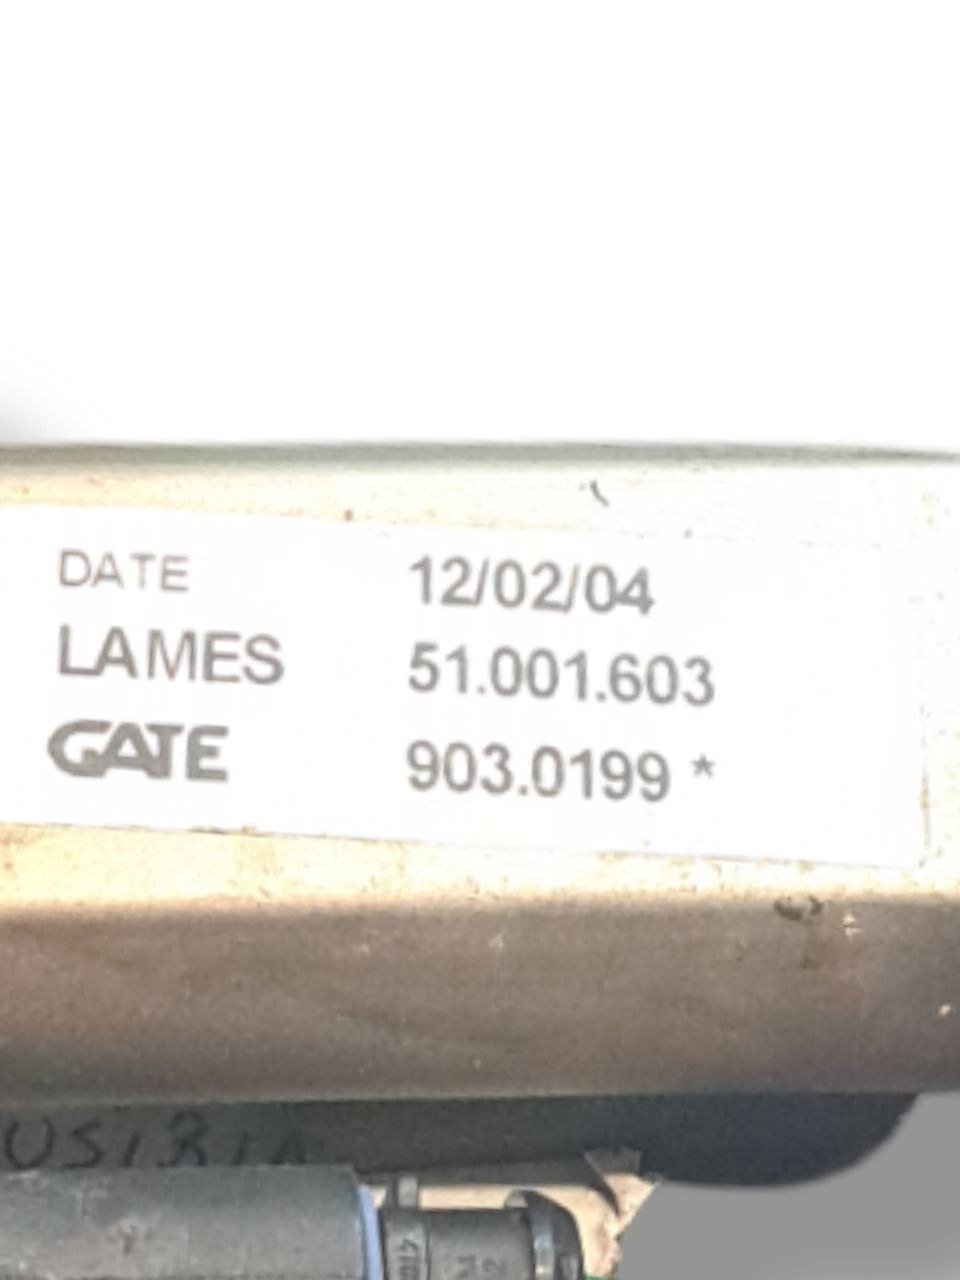 DATE 12/02/04
LAMES 51.001.603
GATE 903.0199 *